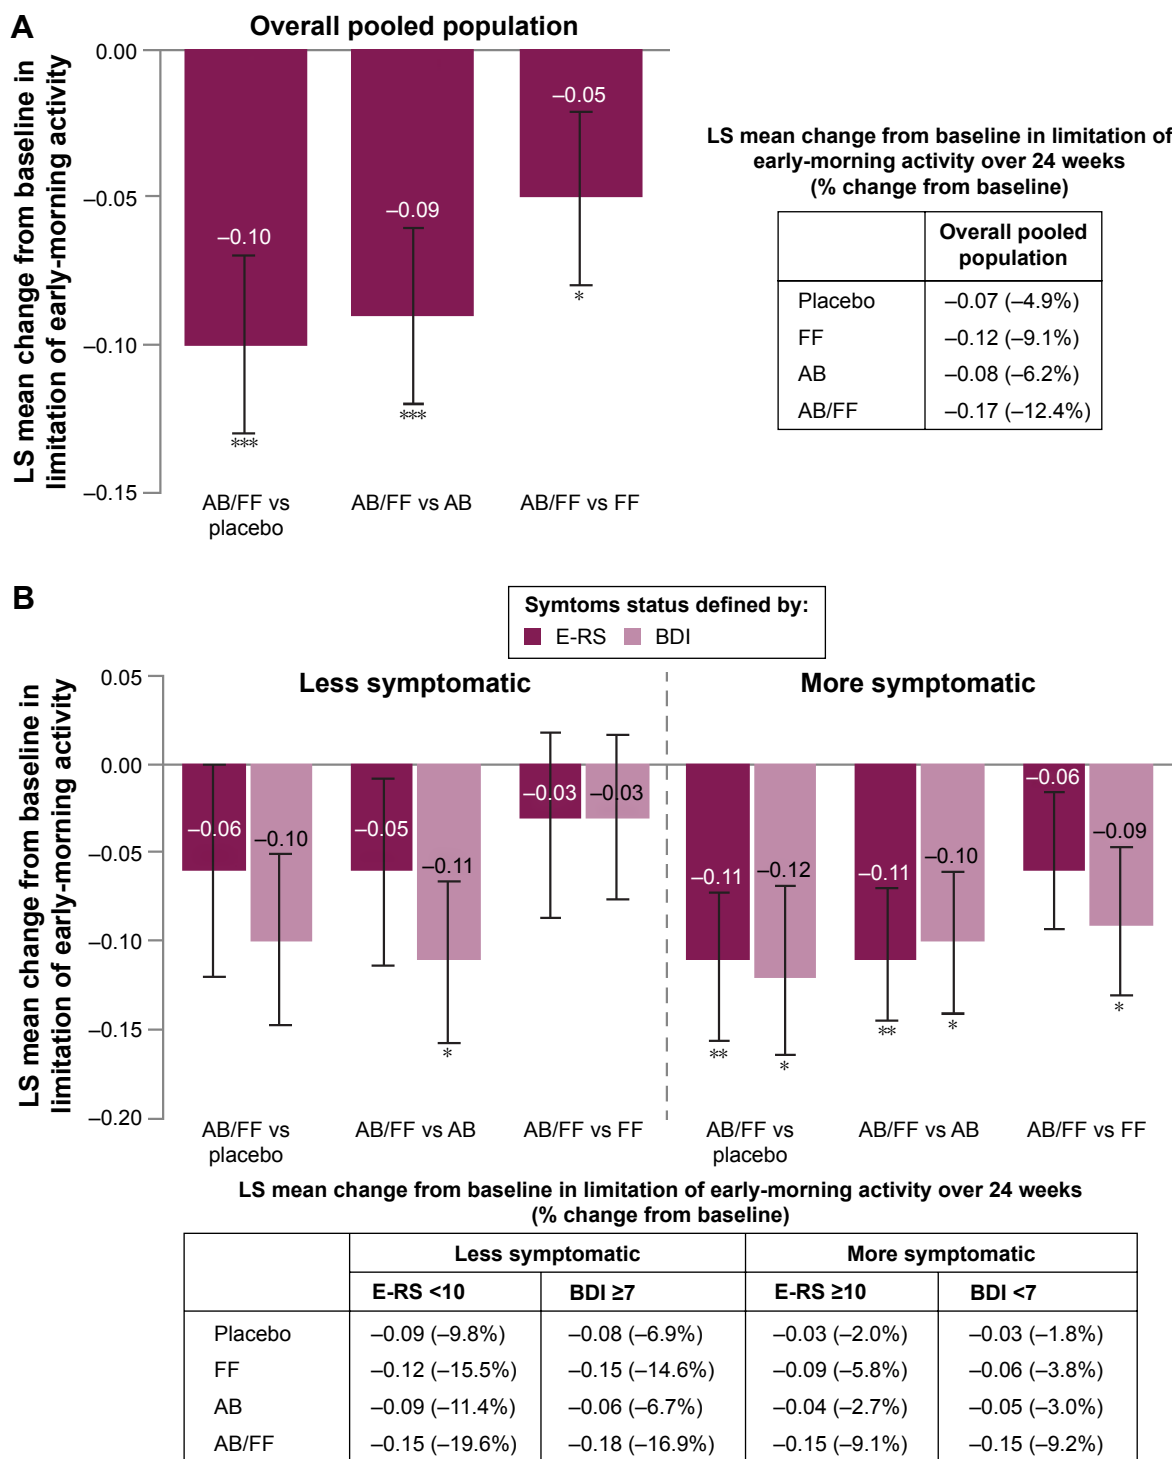 A
Overall pooled population
LS mean change from baseline in
limitation of early-morning activity
0.00
–0.05
–0.10
–0.15
–0.10
–0.09
–0.05
***
***
*
AB/FF vs
placebo
AB/FF vs AB
AB/FF vs FF
LS mean change from baseline in limitation of
early-morning activity over 24 weeks
(% change from baseline)
Overall pooled
population
Placebo –0.07 (–4.9%)
FF –0.12 (–9.1%)
AB –0.08 (–6.2%)
AB/FF –0.17 (–12.4%)
B
Symtoms status defined by:
E-RS BDI
Less symptomatic More symptomatic
LS mean change from baseline in
limitation of early-morning activity
0.05
0.00
–0.05
–0.10
–0.15
–0.20
–0.06
–0.10
–0.05
–0.11
*
–0.03
–0.03
–0.11
**
–0.12
*
–0.11
**
–0.10
*
–0.06
–0.09
*
AB/FF vs
placebo
AB/FF vs AB
AB/FF vs FF
AB/FF vs
placebo
AB/FF vs AB
AB/FF vs FF
LS mean change from baseline in limitation of early-morning activity over 24 weeks
(% change from baseline)
Less symptomatic More symptomatic
E-RS <10 BDI ≥7 E-RS ≥10 BDI <7
Placebo –0.09 (–9.8%) –0.08 (–6.9%) –0.03 (–2.0%) –0.03 (–1.8%)
FF –0.12 (–15.5%) –0.15 (–14.6%) –0.09 (–5.8%) –0.06 (–3.8%)
AB –0.09 (–11.4%) –0.06 (–6.7%) –0.04 (–2.7%) –0.05 (–3.0%)
AB/FF –0.15 (–19.6%) –0.18 (–16.9%) –0.15 (–9.1%) –0.15 (–9.2%)